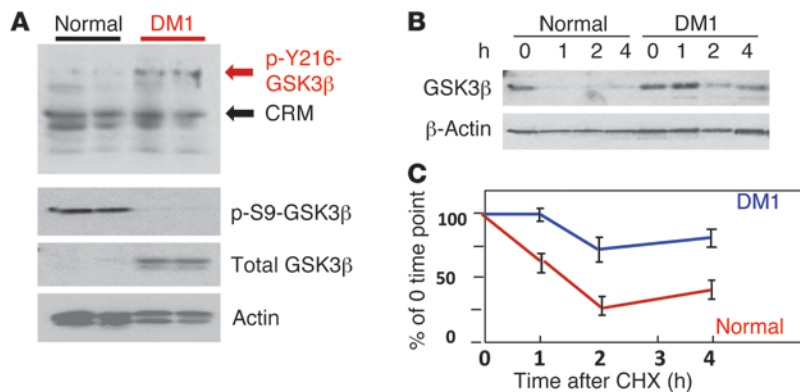 A
Normal DM1
p-Y216-
GSK3β
CRM
p-S9-GSK3β
Total GSK3β
Actin
B
Normal DM1
h 0 1 2 4 0 1 2 4
GSK3β
β-Actin
C
% of 0 time point
100
50
0
DM1
Normal
0 1 2 3 4
Time after CHX (h)